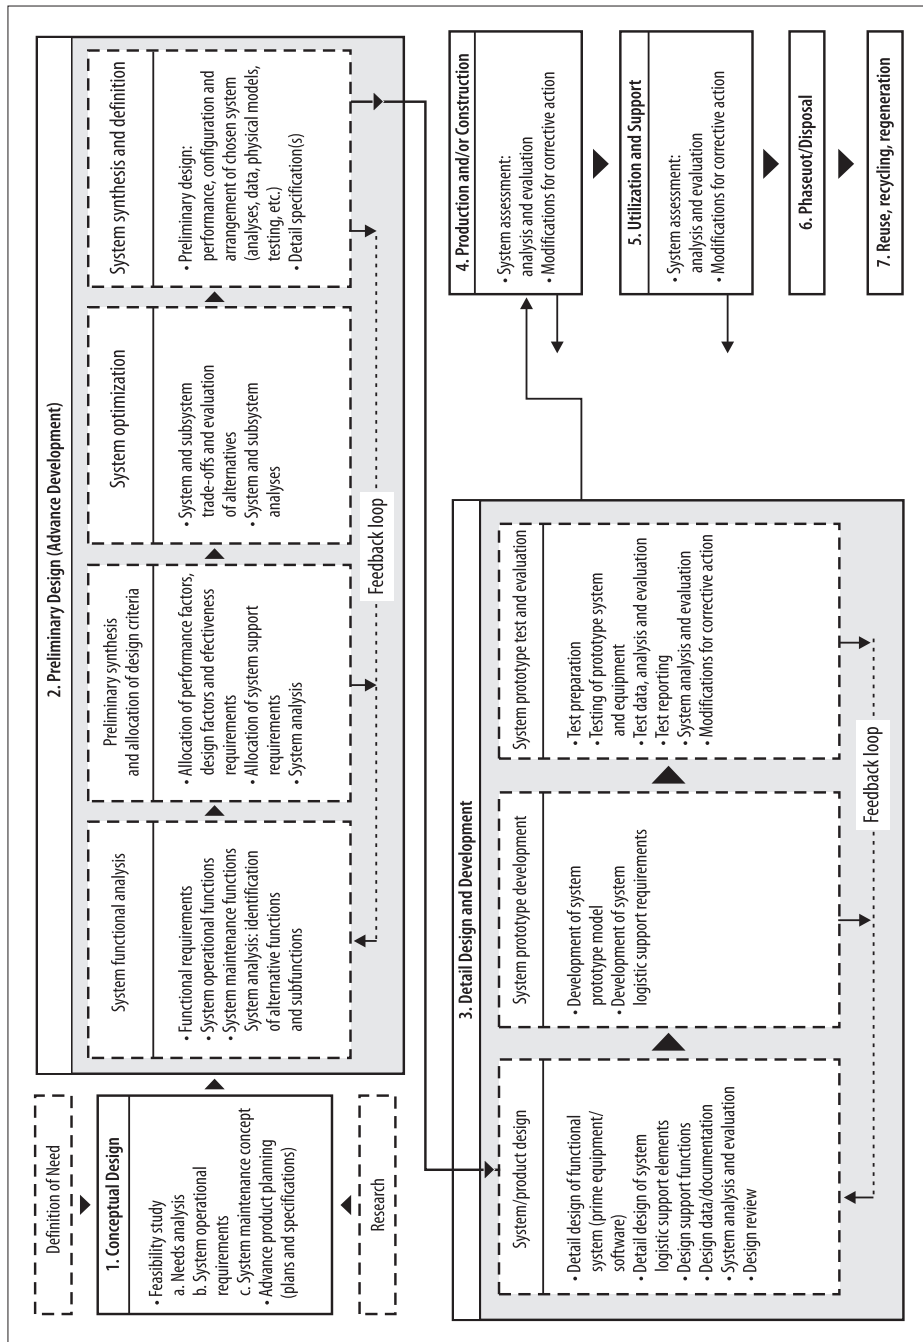 Definition of Need
1. Conceptual Design
• Feasibility study
a. Needs analysis
b. System operational
requirements
c. System maintenance concept
• Advance product planning
(plans and specifications)
Research
2. Preliminary Design (Advance Development)
System functional analysis
• Functional requirements
• System operational functions
• System maintenance functions
System analysis: identification
of alternative functions
and subfunctions
Preliminary synthesis
and allocation of design criteria
• Allocation of performance factors,
design factors and effectiveness
requirements
• Allocation of system support
requirements
• System analysis
System optimization
• System and subsystem
trade-offs and evaluation
of alternatives
• System and subsystem
analyses
System synthesis and definition
• Preliminary design:
performance, configuration and
arrangement of chosen system
(analyses, data, physical models,
testing, etc.)
• Detail specification(s)
Feedback loop
3. Detail Design and Development
System/product design
• Detail design of functional
system (prime equipment/
software)
• Detail design of system
logistic support elements
• Design support functions
• Design data/documentation
• System analysis and evaluation
• Design review
System prototype development
• Development of system
prototype model
• Development of system
logistic support requirements
System prototype test and evaluation
• Test preparation
• Testing of prototype system
and equipment
• Test data, analysis and evaluation
• Test reporting
• System analysis and evaluation
• Modifications for corrective action
Feedback loop
4. Production and/or Construction
• System assessment:
analysis and evaluation
• Modifications for corrective action
5. Utilization and Support
• System assessment:
analysis and evaluation
• Modifications for corrective action
6. Phaseuot/Disposal
7. Reuse, recycling, regeneration